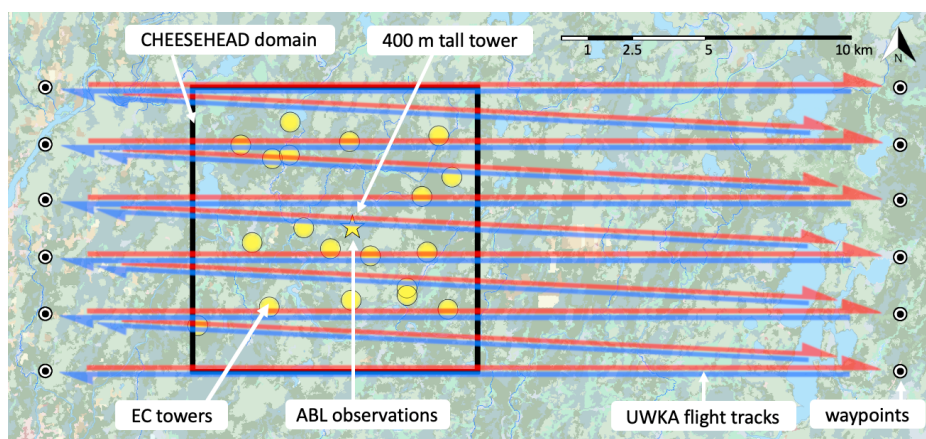 CHEESEHEAD domain
400 m tall tower
1 2.5 5 10 km
N
EC towers
ABL observations
UWKA flight tracks
waypoints